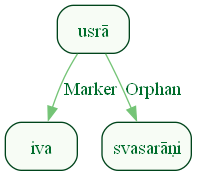 usrā
Marker Orphan
iva svasarāṇi